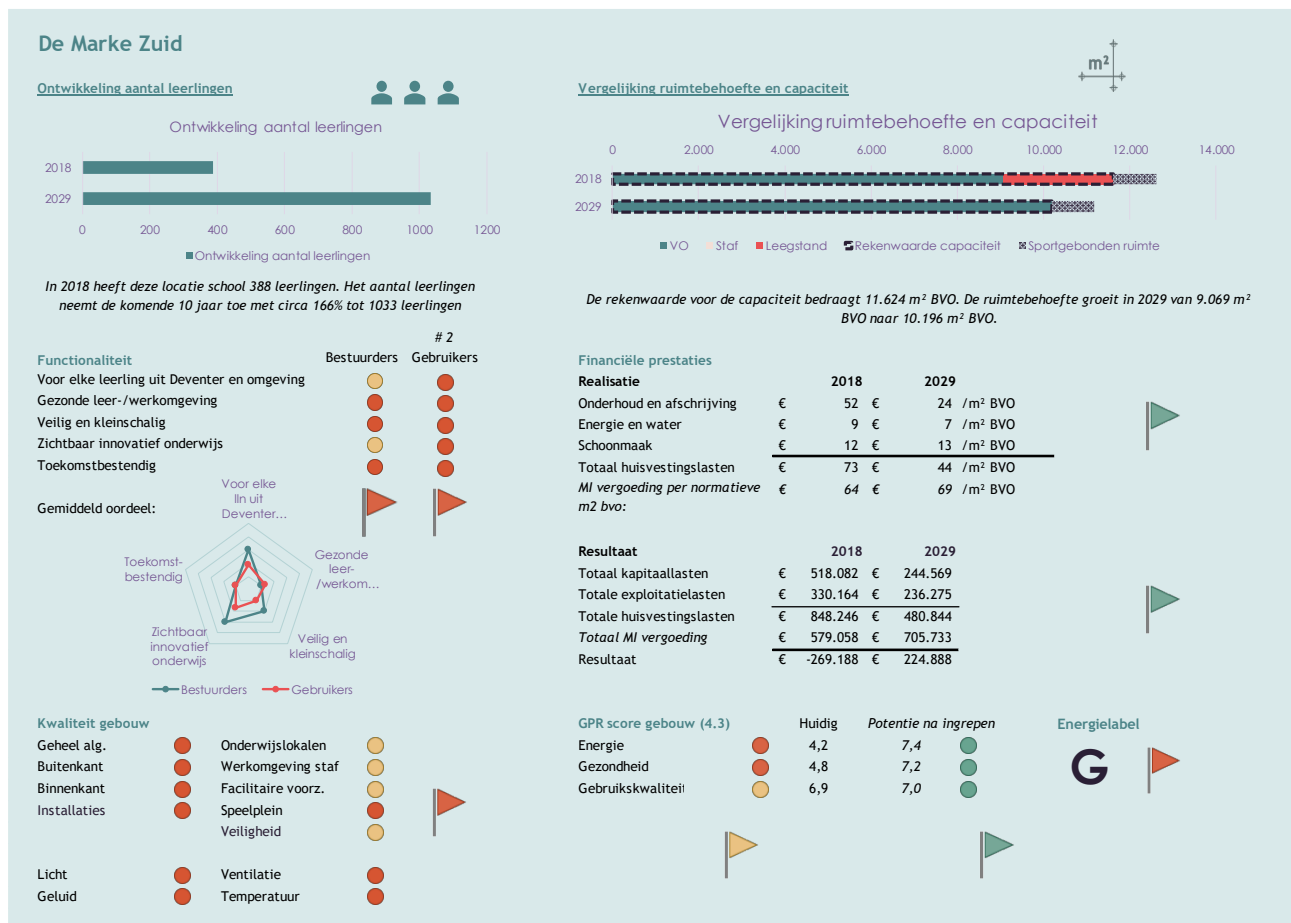 De Marke Zuid
Ontwikkeling aantal leerlingen
Ontwikkeling aantal leerlingen
2018
2029
0 200 400 600 800 1000 1200
Ontwikkeling aantal leerlingen
In 2018 heeft deze locatie school 388 leerlingen. Het aantal leerlingen
neemt de komende 10 jaar toe met circa 166% tot 1033 leerlingen
m²
Vergelijking ruimtebehoefte en capaciteit
Vergelijking ruimtebehoefte en capaciteit
0 2.000 4.000 6.000 8.000 10.000 12.000 14.000
2018
2029
VO Staf Leegstand Rekenwaarde capaciteit Sportgebonden ruimte
De rekenwaarde voor de capaciteit bedraagt 11.624 m² BVO. De ruimtebehoefte groeit in 2029 van 9.069 m²
BVO naar 10.196 m² BVO.
# 2
Functionaliteit Bestuurders Gebruikers
Voor elke leerling uit Deventer en omgeving
Gezonde leer-/werkomgeving
Veilig en kleinschalig
Zichtbaar innovatief onderwijs
Toekomstbestendig
Gemiddeld oordeel:
Voor elke
lln uit
Deventer...
Gezonde
leer-
/werkom...
Veilig en
kleinschalig
Zichtbaar
innovatief
onderwijs
Toekomst-
bestendig
Bestuurders Gebruikers
Financiële prestaties
Realisatie 2018 2029
Onderhoud en afschrijving € 52 € 24 /m² BVO
Energie en water € 9 € 7 /m² BVO
Schoonmaak € 12 € 13 /m² BVO
Totaal huisvestingslasten € 73 € 44 /m² BVO
MI vergoeding per normatieve € 64 € 69 /m² BVO
m2 bvo:
Resultaat 2018 2029
Totaal kapitaallasten € 518.082 € 244.569
Totale exploitatielasten € 330.164 € 236.275
Totale huisvestingslasten € 848.246 € 480.844
Totaal MI vergoeding € 579.058 € 705.733
Resultaat € -269.188 € 224.888
Kwaliteit gebouw
Geheel alg. Onderwijslokalen
Buitenkant Werkomgeving staf
Binnenkant Facilitaire voorz.
Installaties Speelplein
Veiligheid
Licht Ventilatie
Geluid Temperatuur
GPR score gebouw (4.3) Huidig Potentie na ingrepen Energielabel
Energie 4,2 7,4
Gezondheid 4,8 7,2
Gebruikskwaliteit 6,9 7,0
G